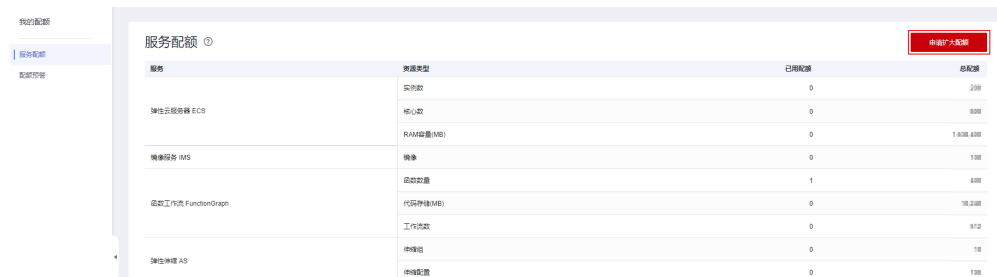 我的配额
服务配额
配额预警
服务配额
申请扩大配额
服务 资源类型 已用配额 总配额
弹性云服务器 ECS
实例数 0
核心数 0
RAM容量(MB) 0
镜像服务 IMS 镜像 0
函数工作流 FunctionGraph
函数数量 1
代码存储(MB) 0
工作流数 0 512
弹性伸缩 AS
伸缩组 0
伸缩配置 0